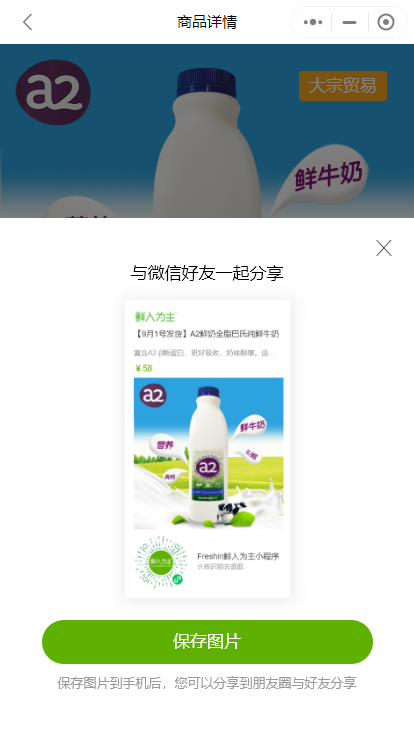 商品详情
a2
大宗贸易
鲜牛奶
与微信好友一起分享
鲜入为主
【9月1号发货】A2鲜奶全脂巴氏纯鲜牛奶
富含A2-β酪蛋白，更好吸收，奶味醇厚。适...
¥58
a2
鲜牛奶
营养
a2
鲜入为主
Freshin鲜入为主小程序
长按识别去逛逛
保存图片
保存图片到手机后，您可以分享到朋友圈与好友分享